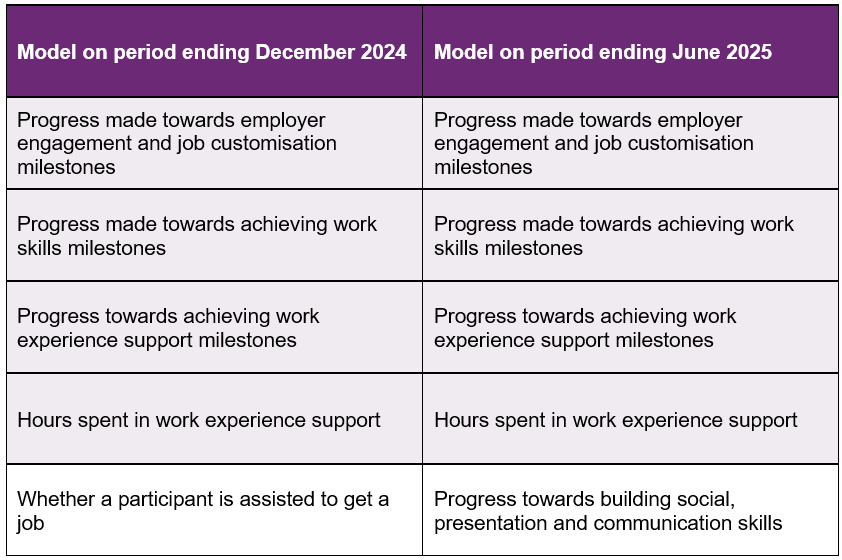 Model on period ending December 2024
Model on period ending June 2025
Progress made towards employer
engagement and job customisation
milestones
Progress made towards employer
engagement and job customisation
milestones
Progress made towards achieving work
skills milestones
Progress made towards achieving work
skills milestones
Progress towards achieving work
experience support milestones
Progress towards achieving work
experience support milestones
Hours spent in work experience support
Hours spent in work experience support
Whether a participant is assisted to get a
job
Progress towards building social,
presentation and communication skills